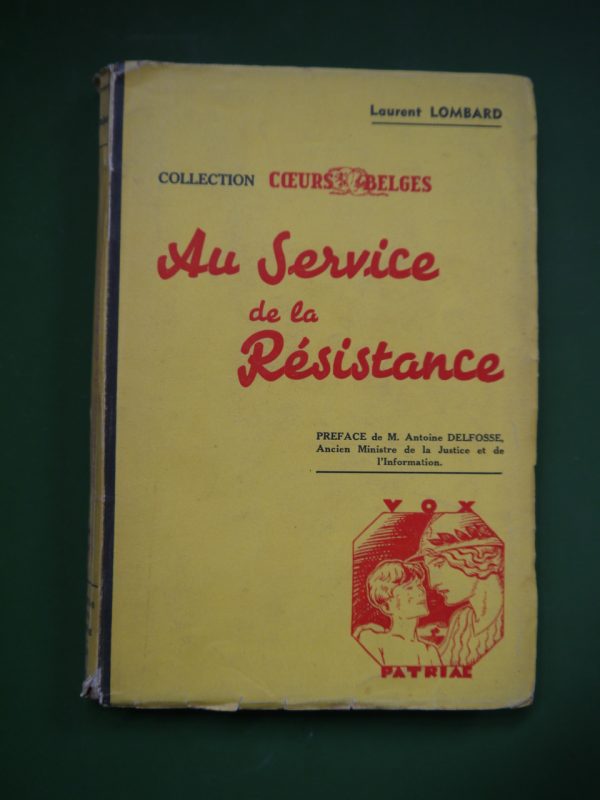 Laurent LOMBARD
COLLECTION CŒURS BELGES
Au Service
de la
Résistance
PREFACE de M. Antoine DELFOSSE,
Ancien Ministre de la Justice et de
l'Information.
VOX
PATRIAE